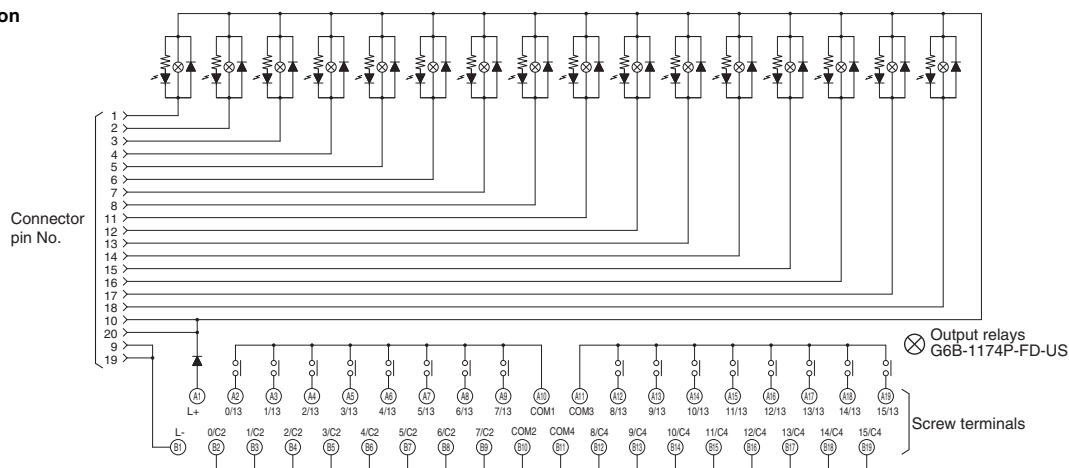 on
1
2
3
4
5
6
7
8
11
12
13
14
15
16
17
18
10
20
9
19
Connector
pin No.
Output relays
G6B-1174P-FD-US
A1 A2 A3 A4 A5 A6 A7 A8 A9 A10 A11 A12 A13 A14 A15 A16 A17 A18 A19
L+ 0/13 1/13 2/13 3/13 4/13 5/13 6/13 7/13 COM1 COM3 8/13 9/13 10/13 11/13 12/13 13/13 14/13 15/13
Screw terminals
L- 0/C2 1/C2 2/C2 3/C2 4/C2 5/C2 6/C2 7/C2 COM2 COM4 8/C4 9/C4 10/C4 11/C4 12/C4 13/C4 14/C4 15/C4
B1 B2 B3 B4 B5 B6 B7 B8 B9 B10 B11 B12 B13 B14 B15 B16 B17 B18 B19